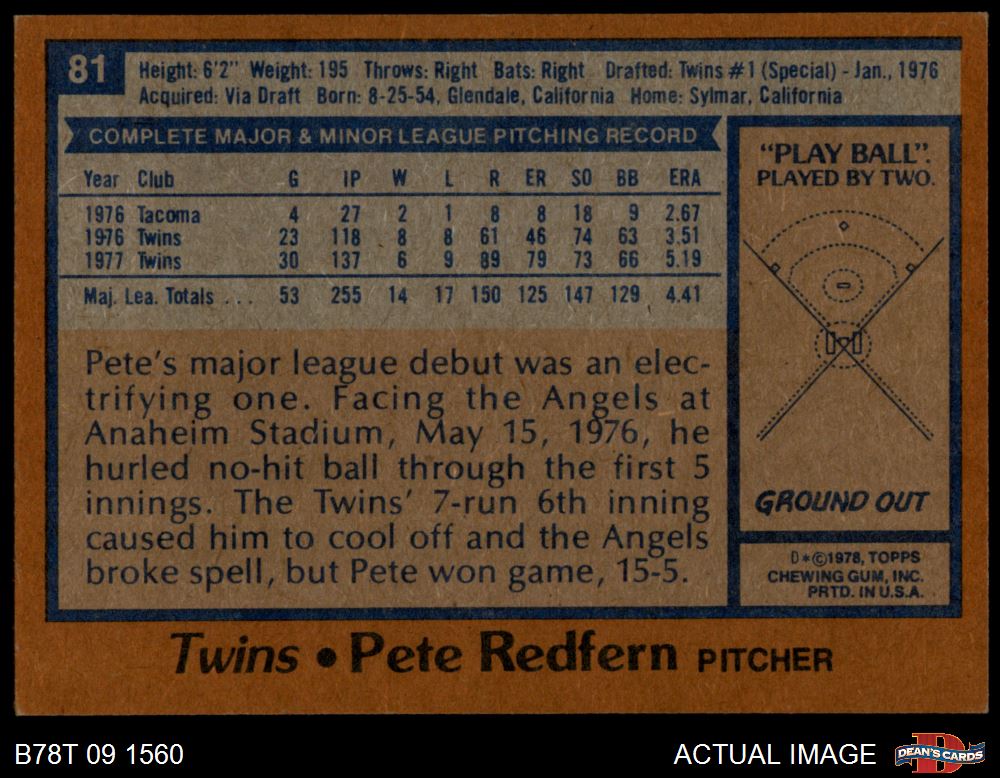 81
Height: 6'2" Weight: 195 Throws: Right Bats: Right Drafted: Twins #1 (Special) - Jan., 1976
Acquired: Via Draft Born: 8-25-54, Glendale, California Home: Sylmar, California
COMPLETE MAJOR & MINOR LEAGUE PITCHING RECORD
Year Club G IP W L R ER SO BB ERA
1976 Tacoma 4 27 2 1 8 8 18 9 2.67
1976 Twins 23 118 8 8 61 46 74 63 3.51
1977 Twins 30 137 6 9 89 79 73 66 5.19
Maj. Lea. Totals . . . 53 255 14 17 150 125 147 129 4.41
Pete's major league debut was an elec-
trifying one. Facing the Angels at
Anaheim Stadium, May 15, 1976, he
hurled no-hit ball through the first 5
innings. The Twins' 7-run 6th inning
caused him to cool off and the Angels
broke spell, but Pete won game, 15-5.
"PLAY BALL".
PLAYED BY TWO.
GROUND OUT
D*©1978, TOPPS
CHEWING GUM, INC.
PRTD. IN U.S.A.
Twins • Pete Redfern PITCHER
B78T 09 1560
ACTUAL IMAGE
DEAN'S CARDS